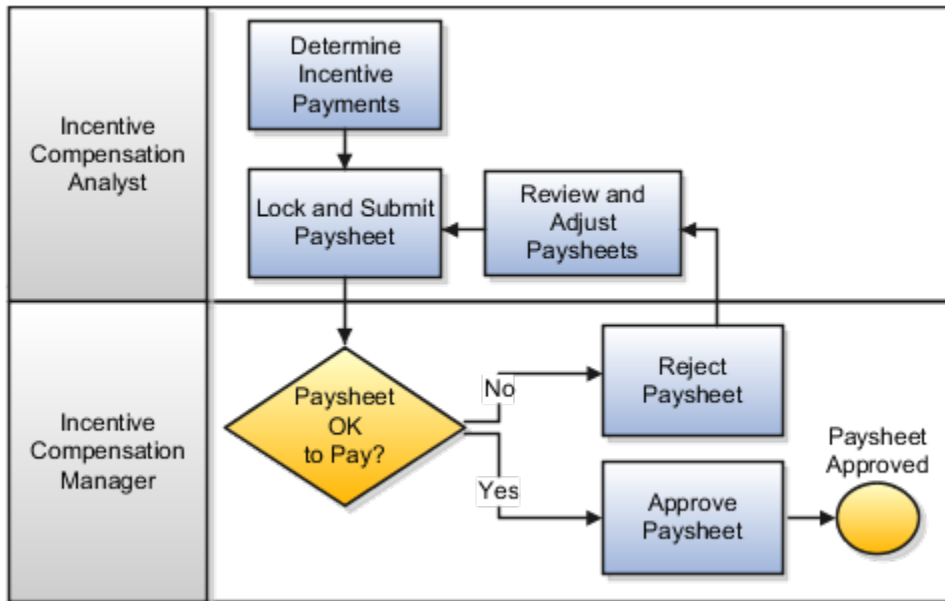 Incentive
Compensation
Analyst
Determine
Incentive
Payments
Lock and Submit
Paysheet
Review and
Adjust
Paysheets
Incentive
Compensation
Manager
Paysheet
OK
to Pay?
No
Reject
Paysheet
Yes
Approve
Paysheet
Paysheet
Approved